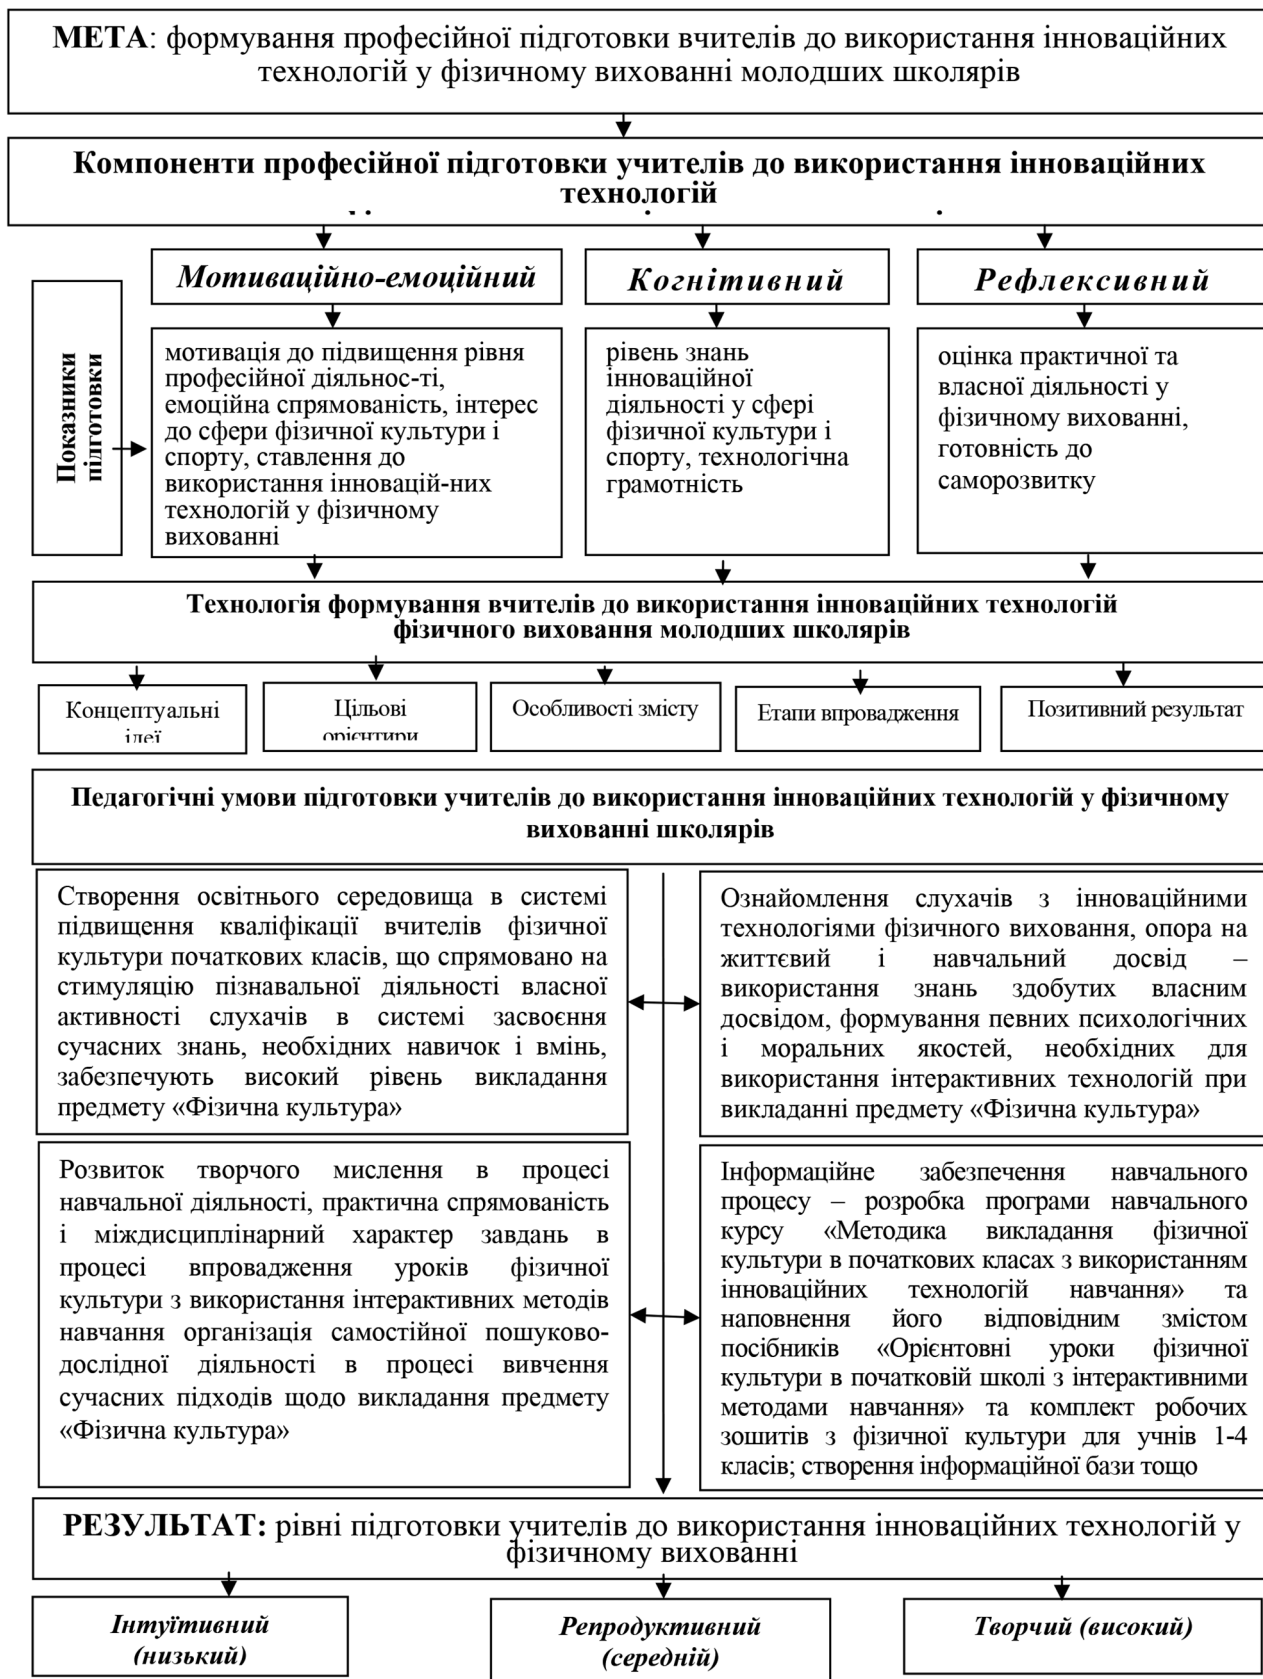 МЕТА: формування професійної підготовки вчителів до використання інноваційних
технологій у фізичному вихованні молодших школярів
Компоненти професійної підготовки учителів до використання інноваційних
технологій
Мотиваційно-емоційний
Когнітивний
Рефлексивний
Показники
підготовки
мотивація до підвищення рівня
професійної діяльнос-ті,
емоційна спрямованість, інтерес
до сфери фізичної культури і
спорту, ставлення до
використання інновацій-них
технологій у фізичному
вихованні
рівень знань
інноваційної
діяльності у сфері
фізичної культури і
спорту, технологічна
грамотність
оцінка практичної та
власної діяльності у
фізичному вихованні,
готовність до
саморозвитку
Технологія формування вчителів до використання інноваційних технологій
фізичного виховання молодших школярів
Концептуальні
ідеї
Цільові
орієнтири
Особливості змісту
Етапи впровадження
Позитивний результат
Педагогічні умови підготовки учителів до використання інноваційних технологій у фізичному
вихованні школярів
Створення освітнього середовища в системі
підвищення кваліфікації вчителів фізичної
культури початкових класів, що спрямовано на
стимуляцію пізнавальної діяльності власної
активності слухачів в системі засвоєння
сучасних знань, необхідних навичок і вмінь,
забезпечують високий рівень викладання
предмету «Фізична культура»
Ознайомлення слухачів з інноваційними
технологіями фізичного виховання, опора на
життєвий і навчальний досвід –
використання знань здобутих власним
досвідом, формування певних психологічних
і моральних якостей, необхідних для
використання інтерактивних технологій при
викладанні предмету «Фізична культура»
Розвиток творчого мислення в процесі
навчальної діяльності, практична спрямованість
і міждисциплінарний характер завдань в
процесі впровадження уроків фізичної
культури з використання інтерактивних методів
навчання організація самостійної пошуково-
дослідної діяльності в процесі вивчення
сучасних підходів щодо викладання предмету
«Фізична культура»
Інформаційне забезпечення навчального
процесу – розробка програми навчального
курсу «Методика викладання фізичної
культури в початкових класах з використанням
інноваційних технологій навчання» та
наповнення його відповідним змістом
посібників «Орієнтовні уроки фізичної
культури в початковій школі з інтерактивними
методами навчання» та комплект робочих
зошитів з фізичної культури для учнів 1-4
класів; створення інформаційної бази тощо
РЕЗУЛЬТАТ: рівні підготовки учителів до використання інноваційних технологій у
фізичному вихованні
Інтуїтивний
(низький)
Репродуктивний
(середній)
Творчий (високий)